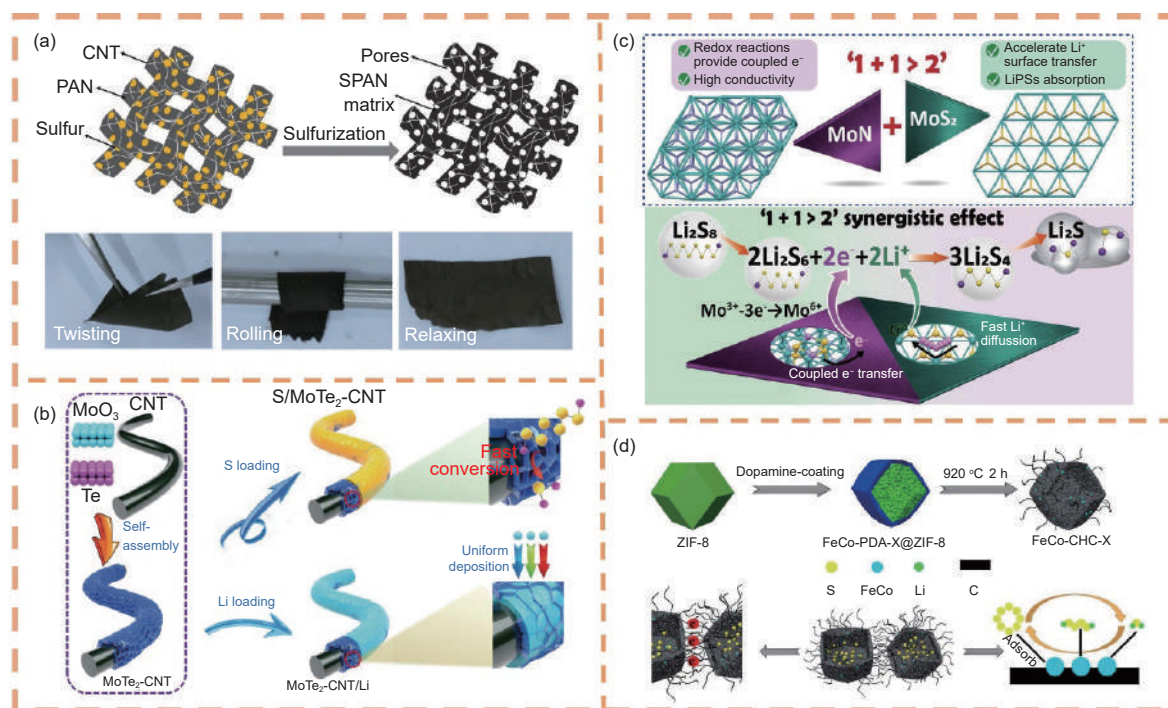 (a)
CNT
PAN
Sulfur
Sulfurization
Pores
SPAN
matrix
Twisting
Rolling
Relaxing
(b)
MoO₃
CNT
Te
Self-
assembly
MoTe₂-CNT
S loading
Li loading
S/MoTe₂-CNT
Fast
conversion
Uniform
deposition
MoTe₂-CNT/Li
(c)
Redox reactions
provide coupled e⁻
High conductivity
'1 + 1 > 2'
Accelerate Li⁺
surface transfer
LiPSs absorption
MoN
+
MoS₂
'1 + 1 > 2' synergistic effect
Li₂S₈
2Li₂S₆+2e⁻+2Li⁺
3Li₂S₄
Li₂S
Mo³⁺-3e⁻→Mo⁶⁺
e⁻
Coupled e⁻ transfer
Fast Li⁺
diffussion
(d)
Dopamine-coating
920 °C 2 h
ZIF-8
FeCo-PDA-X@ZIF-8
FeCo-CHC-X
S FeCo Li C
Adsorb